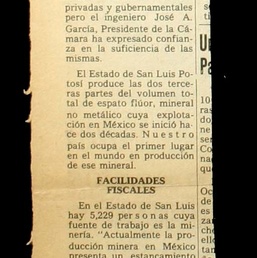 privadas y gubernamentales
pero el ingeniero José A.
García, Presidente de la Cá-
mara ha expresado confian-
za en la suficiencia de las
mismas.
El Estado de San Luis Po-
tosí produce las dos terce-
ras partes del volumen to-
tal de espato flúor, mineral
no metálico cuya explota-
ción en México se inició ha-
ce dos décadas. Nuestro
país ocupa el primer lugar
en el mundo en producción
de ese mineral.
FACILIDADES
FISCALES
En el Estado de San Luis
hay 5,229 personas cuya
fuente de trabajo es la mi-
nería. "Actualmente la pro-
ducción minera en México
presenta un estancamiento